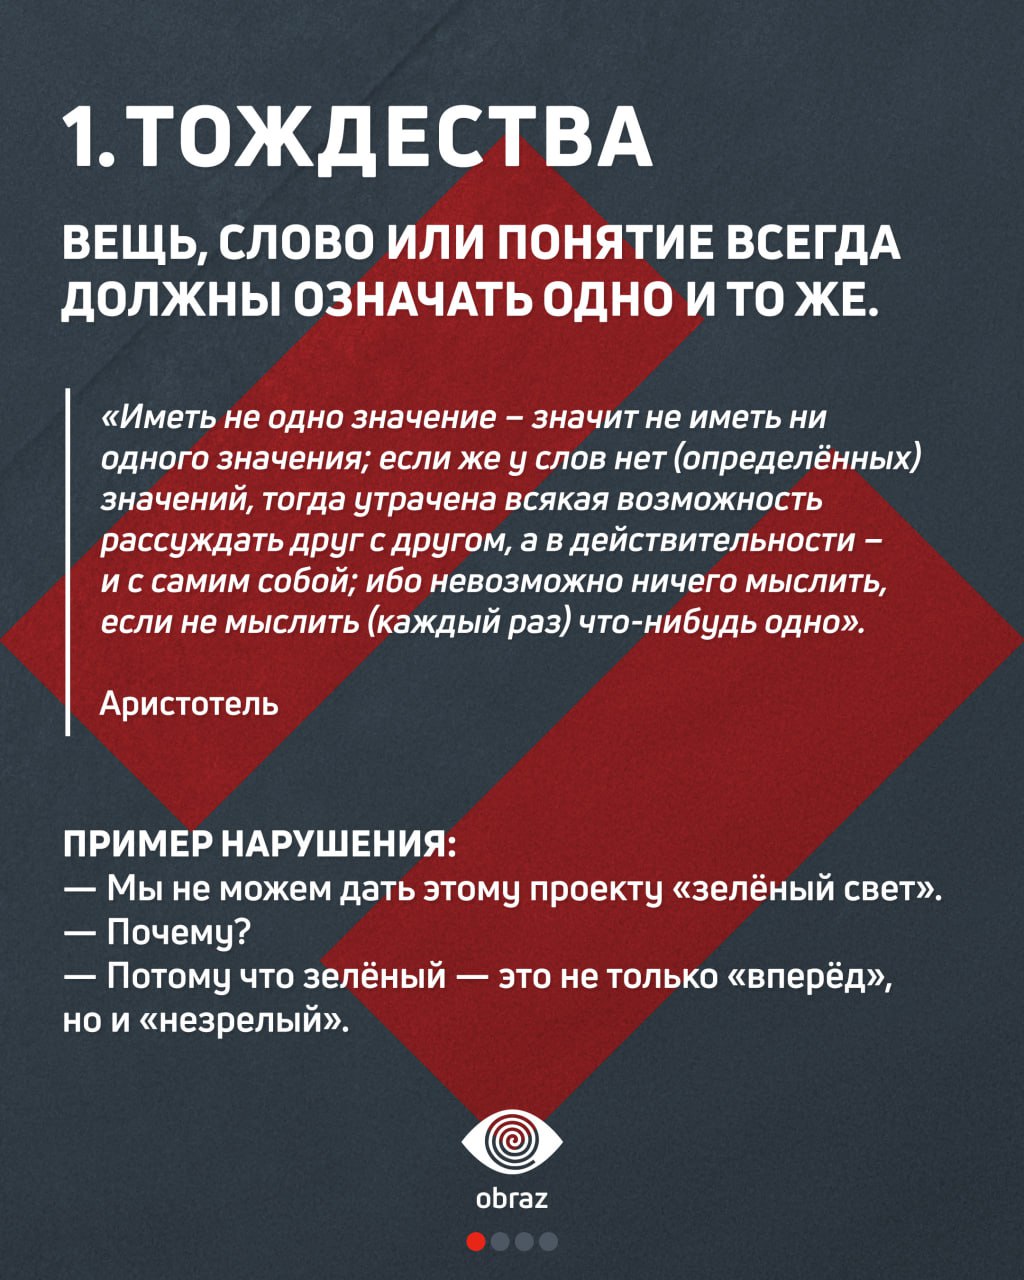 1. ТОЖДЕСТВА
ВЕЩЬ, СЛОВО ИЛИ ПОНЯТИЕ ВСЕГДА
ДОЛЖНЫ ОЗНАЧАТЬ ОДНО И ТО ЖЕ.
«Иметь не одно значение – значит не иметь ни
одного значения; если же у слов нет (определённых)
значений, тогда утрачена всякая возможность
рассуждать друг с другом, а в действительности –
и с самим собой; ибо невозможно ничего мыслить,
если не мыслить (каждый раз) что-нибудь одно».
Аристотель
ПРИМЕР НАРУШЕНИЯ:
— Мы не можем дать этому проекту «зелёный свет».
— Почему?
— Потому что зелёный — это не только «вперёд»,
но и «незрелый».
obraz